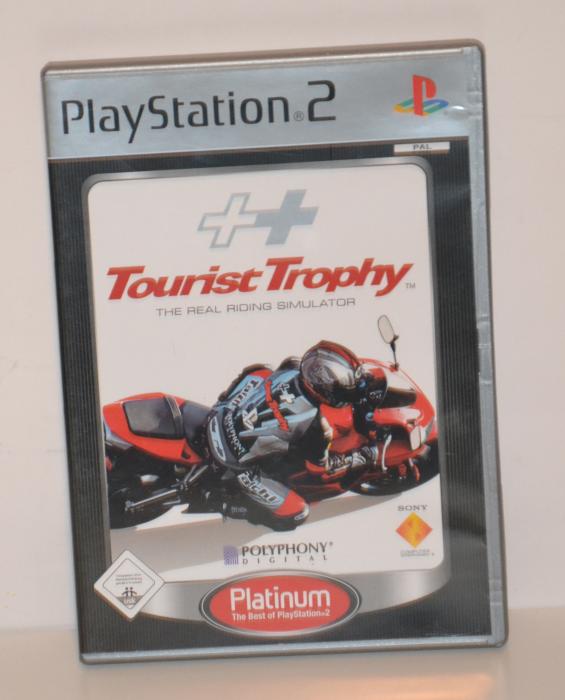 PlayStation®2
PAL
Tourist Trophy™
THE REAL RIDING SIMULATOR
SONY
POLYPHONY®
DIGITAL
Platinum
The Best of PlayStation®2